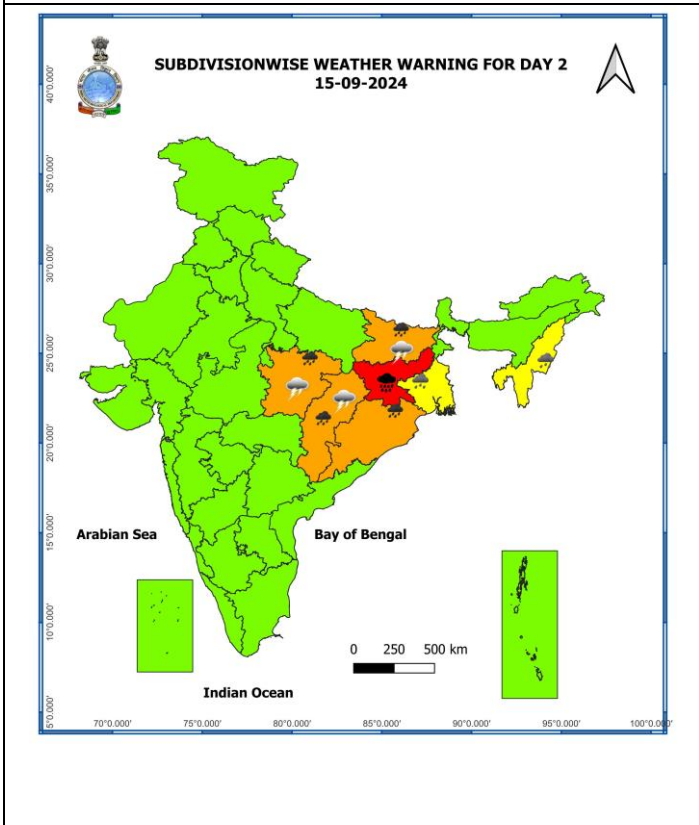 SUBDIVISIONWISE WEATHER WARNING FOR DAY 2
15-09-2024
40°0.000'
35°0.000'
30°0.000'
25°0.000'
20°0.000'
15°0.000'
10°0.000'
5°0.000'
Arabian Sea
Bay of Bengal
0 250 500 km
Indian Ocean
70°0.000' 75°0.000' 80°0.000' 85°0.000' 90°0.000' 95°0.000' 100°0.000'